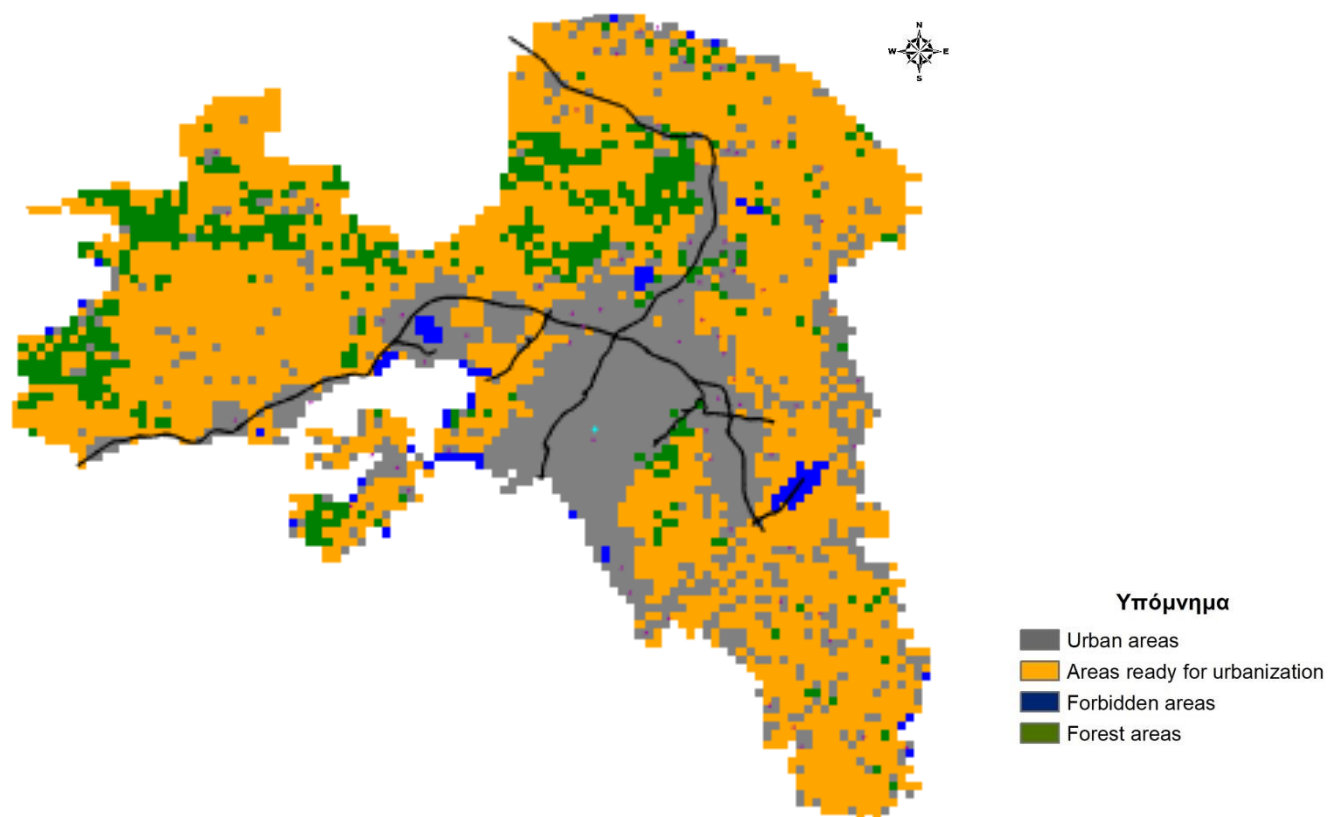 N
W E
S
Υπόμνημα
Urban areas
Areas ready for urbanization
Forbidden areas
Forest areas